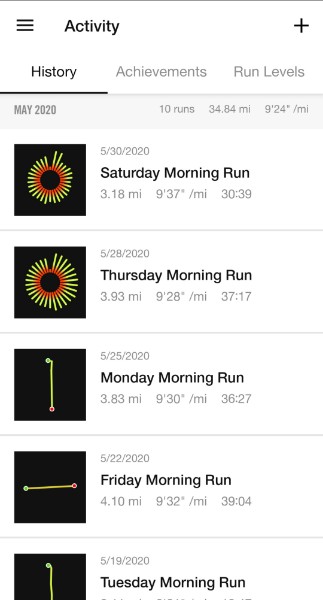 Activity
History Achievements Run Levels
MAY 2020 10 runs 34.84 mi 9'24" /mi
5/30/2020
Saturday Morning Run
3.18 mi 9'37" /mi 30:39
5/28/2020
Thursday Morning Run
3.93 mi 9'28" /mi 37:17
5/25/2020
Monday Morning Run
3.83 mi 9'30" /mi 36:27
5/22/2020
Friday Morning Run
4.10 mi 9'32" /mi 39:04
5/19/2020
Tuesday Morning Run